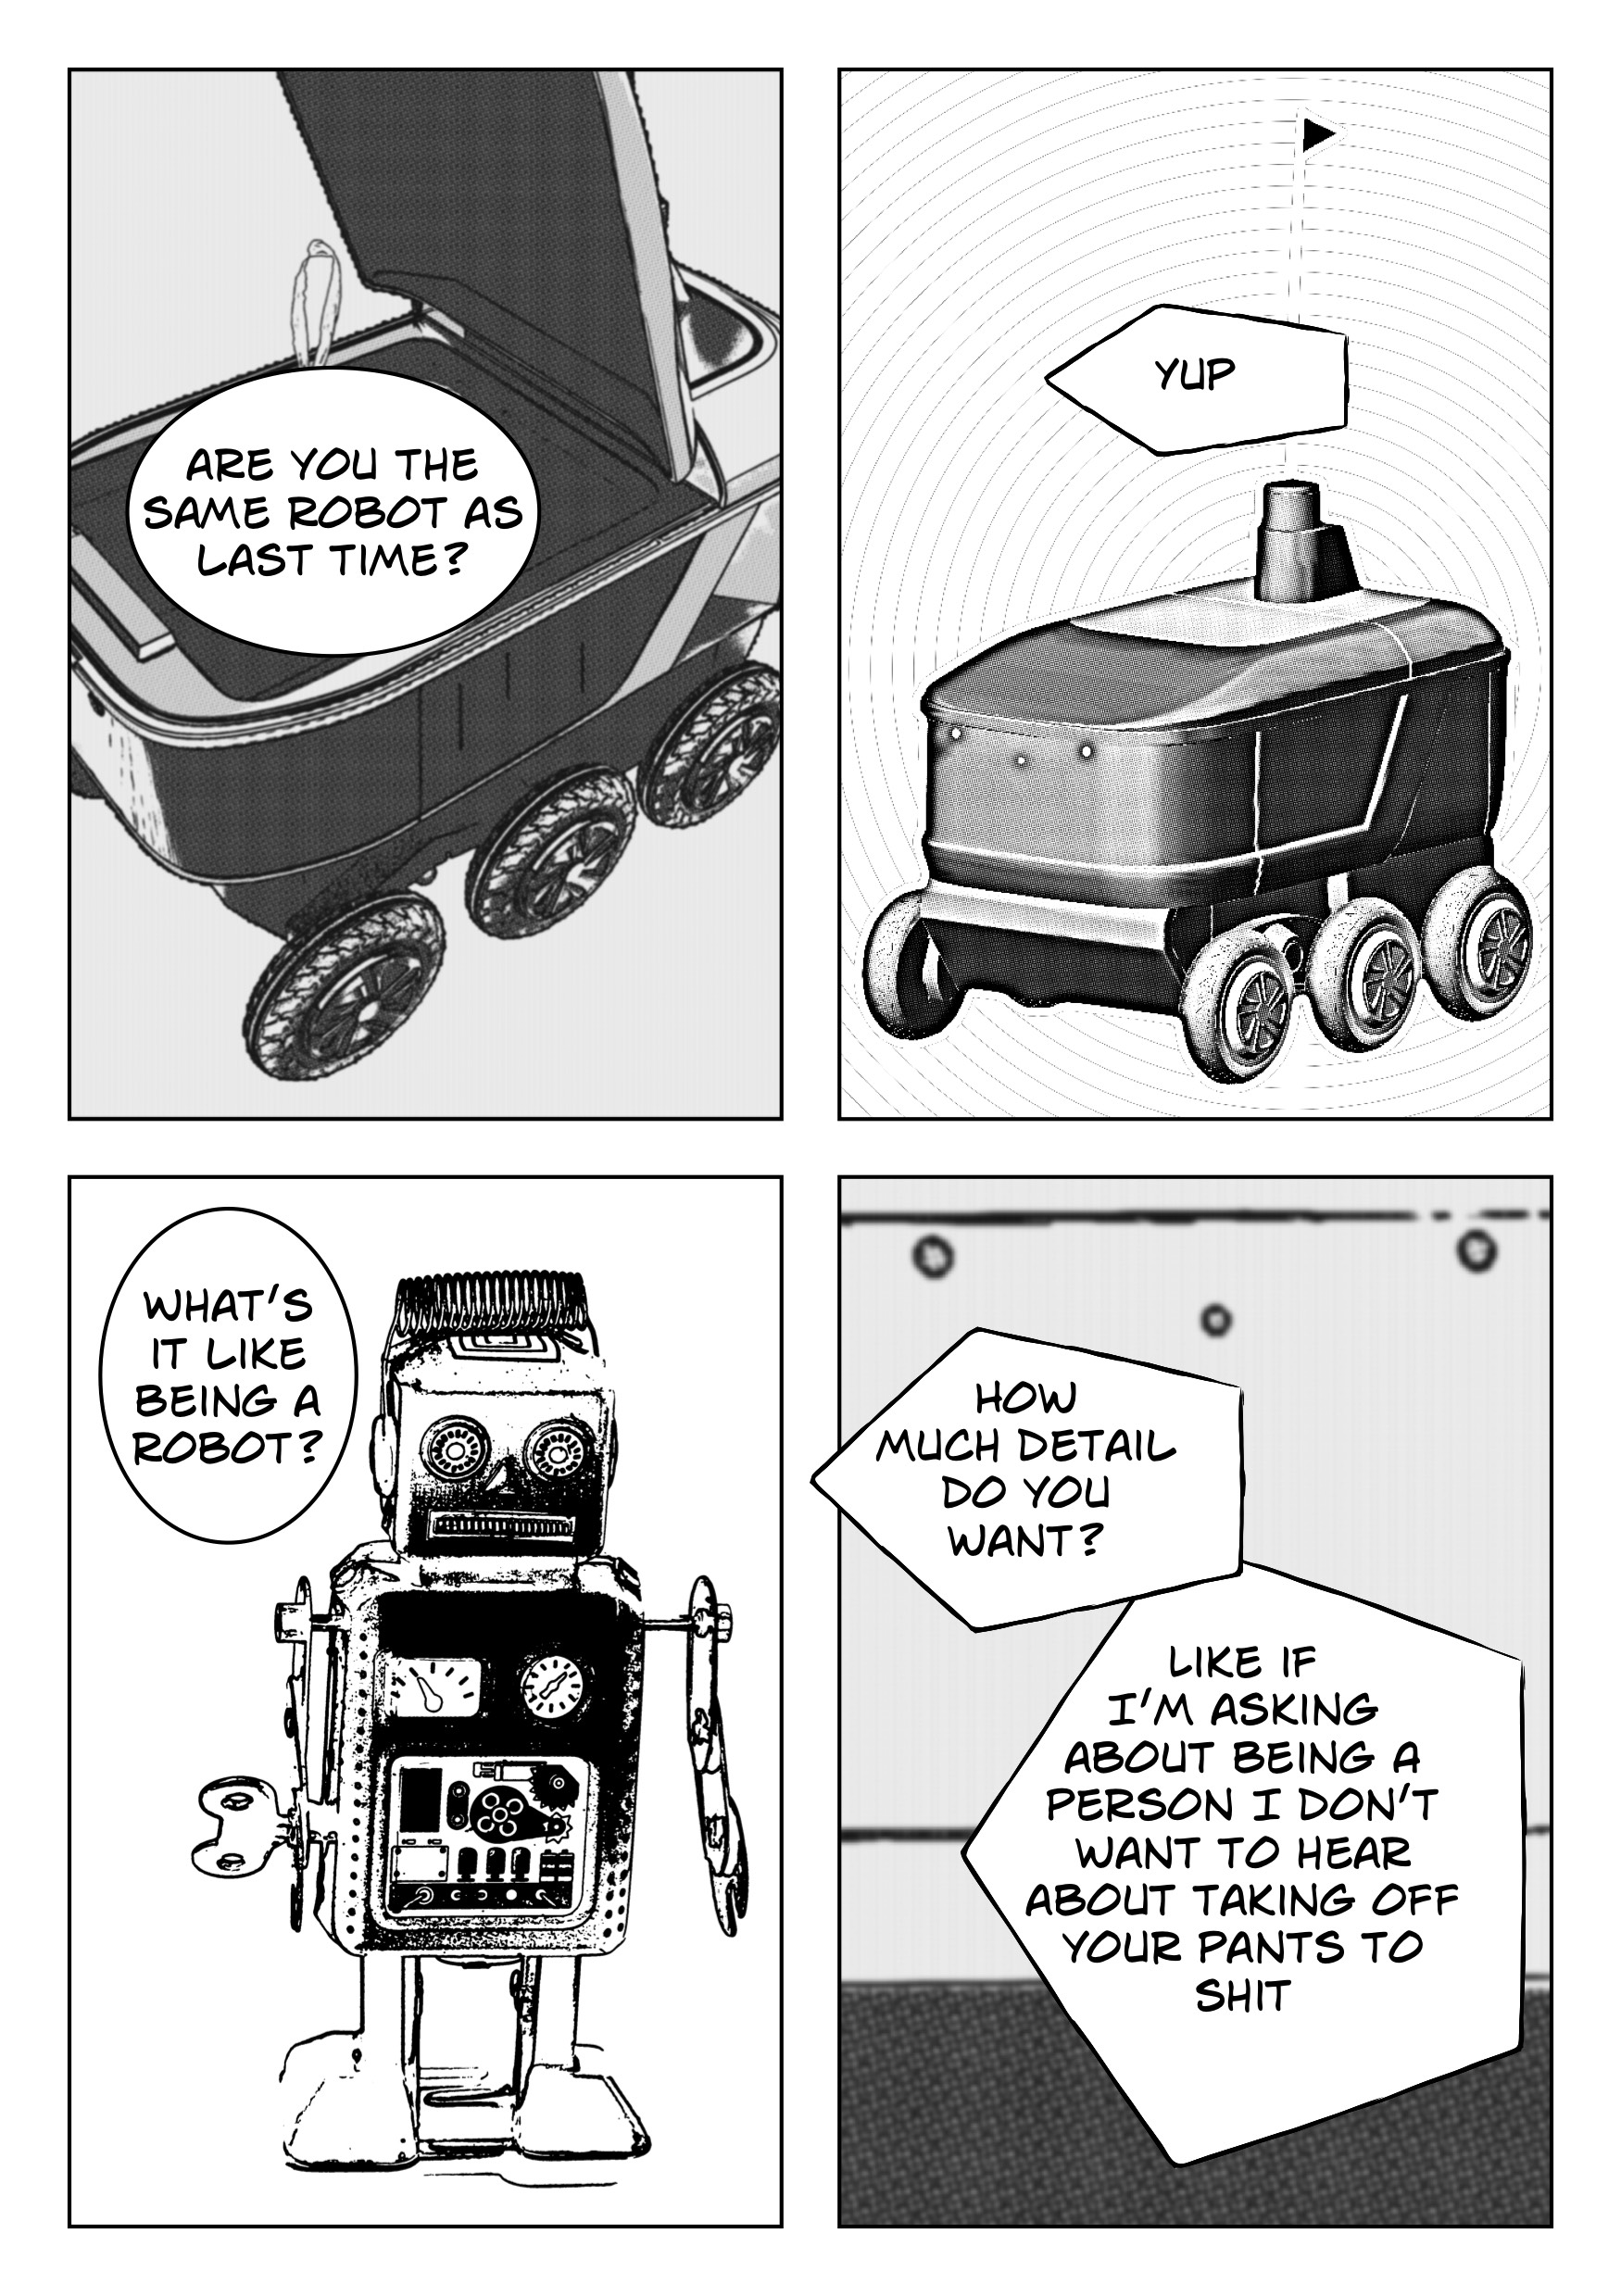 ARE YOU THE
SAME ROBOT AS
LAST TIME?
YUP
WHAT'S
IT LIKE
BEING A
ROBOT?
HOW
MUCH DETAIL
DO YOU
WANT?
LIKE IF
I'M ASKING
ABOUT BEING A
PERSON I DON'T
WANT TO HEAR
ABOUT TAKING OFF
YOUR PANTS TO
SHIT